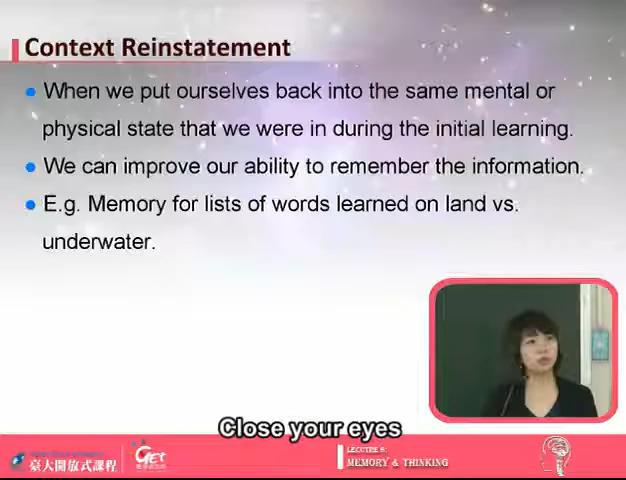 Context Reinstatement
When we put ourselves back into the same mental or
physical state that we were in during the initial learning.
We can improve our ability to remember the information.
E.g. Memory for lists of words learned on land vs.
underwater.
Close your eyes
臺大開放式課程
GET
LECTURE 8:
MEMORY & THINKING